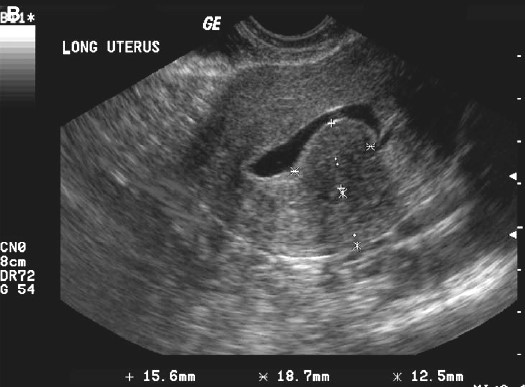 B
GE
LONG UTERUS
CN0
8cm
DR72
G 54
+ 15.6mm × 18.7mm × 12.5mm